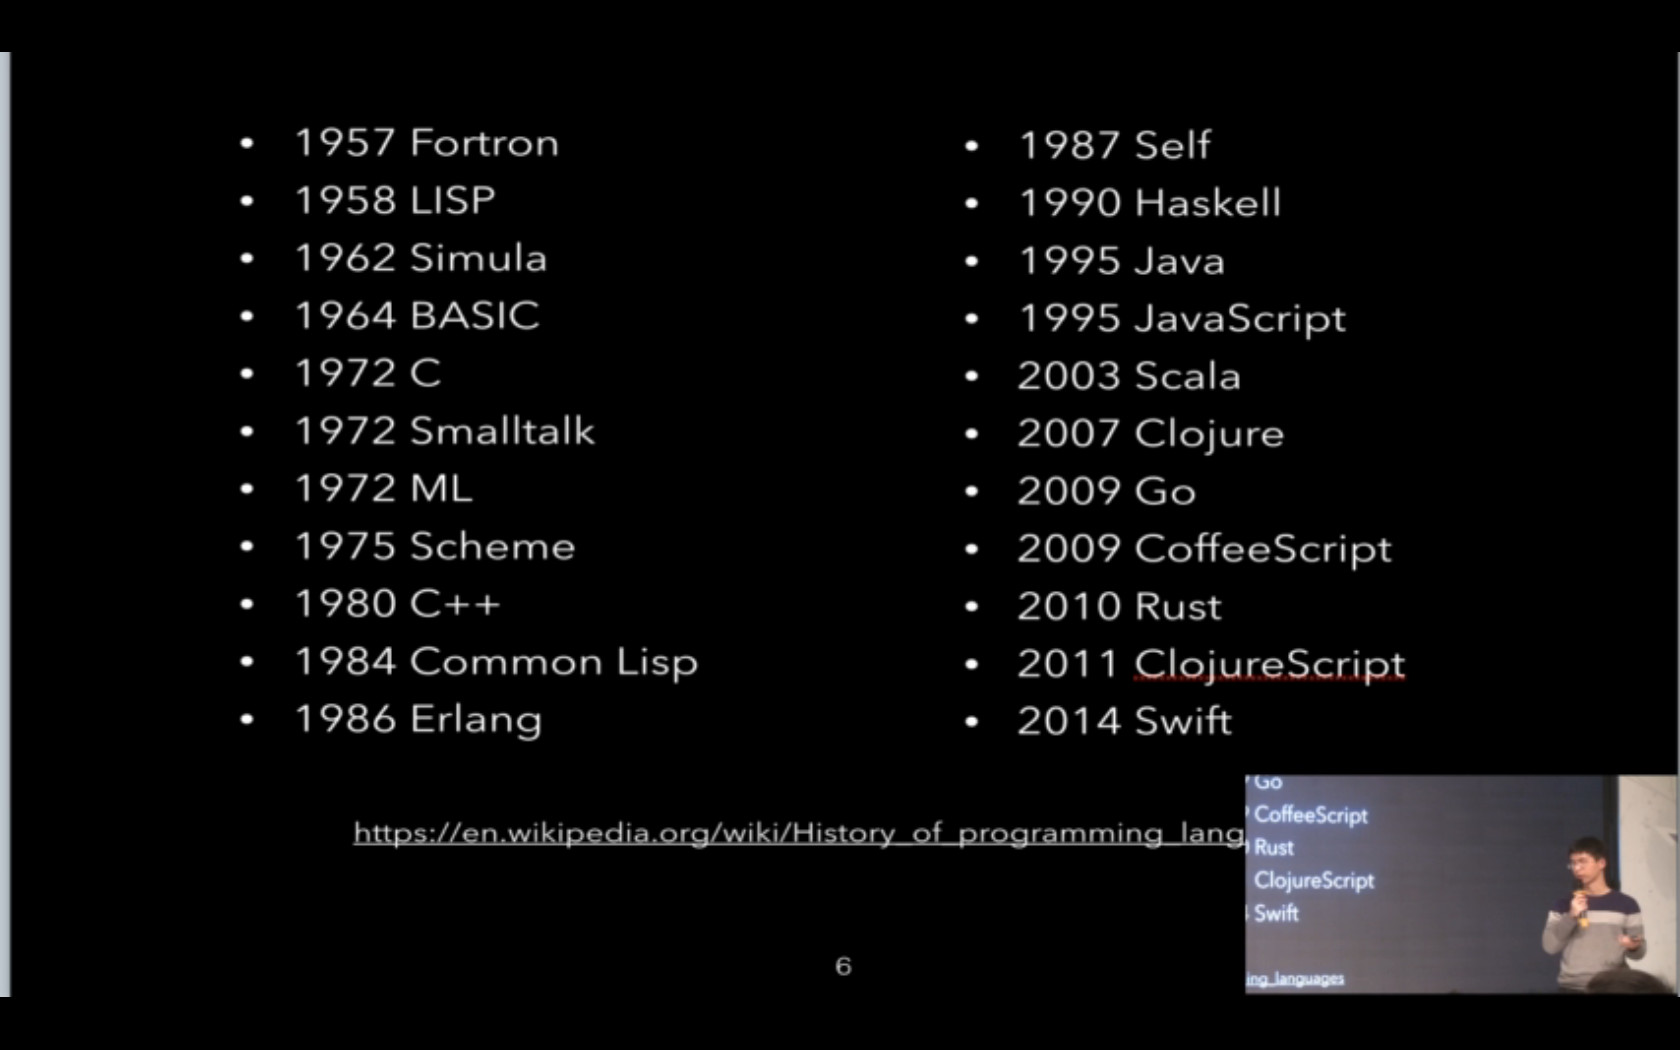 • 1957 Fortron
• 1958 LISP
• 1962 Simula
• 1964 BASIC
• 1972 C
• 1972 Smalltalk
• 1972 ML
• 1975 Scheme
• 1980 C++
• 1984 Common Lisp
• 1986 Erlang
• 1987 Self
• 1990 Haskell
• 1995 Java
• 1995 JavaScript
• 2003 Scala
• 2007 Clojure
• 2009 Go
• 2009 CoffeeScript
• 2010 Rust
• 2011 ClojureScript
• 2014 Swift
https://en.wikipedia.org/wiki/History_of_programming_lang
6
Go
CoffeeScript
Rust
ClojureScript
Swift
ing_languages